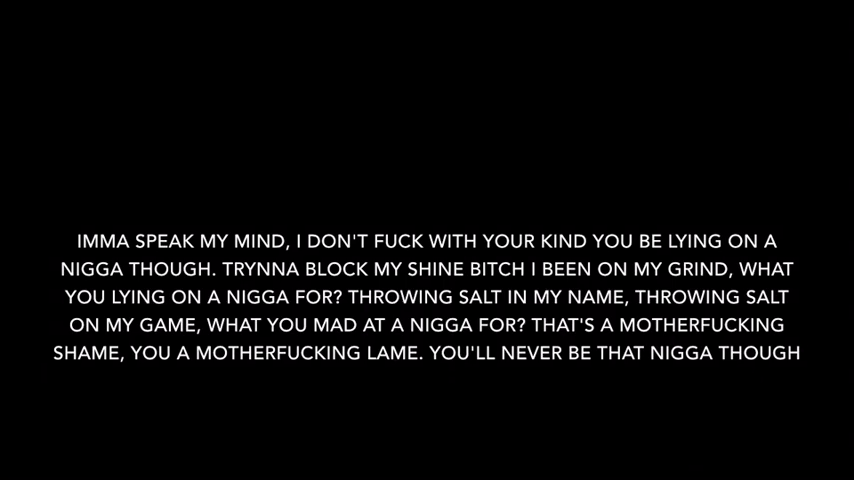 IMMA SPEAK MY MIND, I DON'T FUCK WITH YOUR KIND YOU BE LYING ON A
NIGGA THOUGH. TRYNNA BLOCK MY SHINE BITCH I BEEN ON MY GRIND, WHAT
YOU LYING ON A NIGGA FOR? THROWING SALT IN MY NAME, THROWING SALT
ON MY GAME, WHAT YOU MAD AT A NIGGA FOR? THAT'S A MOTHERFUCKING
SHAME, YOU A MOTHERFUCKING LAME. YOU'LL NEVER BE THAT NIGGA THOUGH